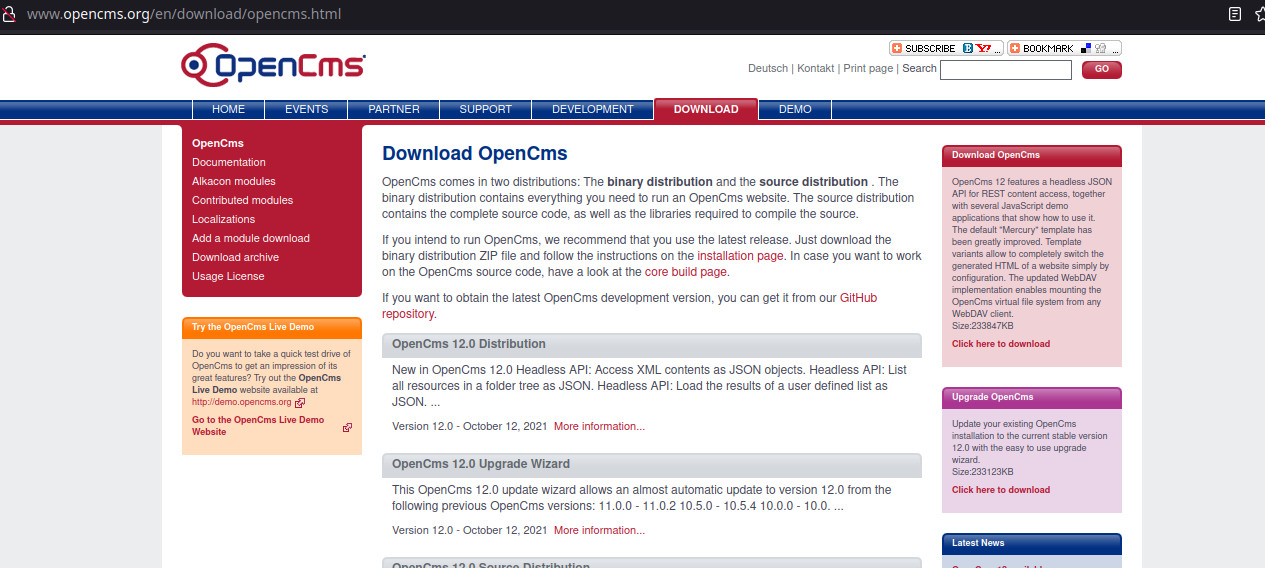 www.opencms.org/en/download/opencms.html
OpenCms
SUBSCRIBE ...
BOOKMARK ...
Deutsch | Kontakt | Print page | Search
GO
HOME
EVENTS
PARTNER
SUPPORT
DEVELOPMENT
DOWNLOAD
DEMO
OpenCms
Documentation
Alkacon modules
Contributed modules
Localizations
Add a module download
Download archive
Usage License
Try the OpenCms Live Demo
Do you want to take a quick test drive of
OpenCms to get an impression of its
great features? Try out the OpenCms
Live Demo website available at
http://demo.opencms.org
Go to the OpenCms Live Demo
Website
Download OpenCms
OpenCms comes in two distributions: The binary distribution and the source distribution . The
binary distribution contains everything you need to run an OpenCms website. The source distribution
contains the complete source code, as well as the libraries required to compile the source.
If you intend to run OpenCms, we recommend that you use the latest release. Just download the
binary distribution ZIP file and follow the instructions on the installation page. In case you want to work
on the OpenCms source code, have a look at the core build page.
If you want to obtain the latest OpenCms development version, you can get it from our GitHub
repository.
OpenCms 12.0 Distribution
New in OpenCms 12.0 Headless API: Access XML contents as JSON objects. Headless API: List
all resources in a folder tree as JSON. Headless API: Load the results of a user defined list as
JSON. ...
Version 12.0 - October 12, 2021 More information...
OpenCms 12.0 Upgrade Wizard
This OpenCms 12.0 update wizard allows an almost automatic update to version 12.0 from the
following previous OpenCms versions: 11.0.0 - 11.0.2 10.5.0 - 10.5.4 10.0.0 - 10.0. ...
Version 12.0 - October 12, 2021 More information...
OpenCms 12.0 Source Distribution
Download OpenCms
OpenCms 12 features a headless JSON
API for REST content access, together
with several JavaScript demo
applications that show how to use it.
The default "Mercury" template has
been greatly improved. Template
variants allow to completely switch the
generated HTML of a website simply by
configuration. The updated WebDAV
implementation enables mounting the
OpenCms virtual file system from any
WebDAV client.
Size:233847KB
Click here to download
Upgrade OpenCms
Update your existing OpenCms
installation to the current stable version
12.0 with the easy to use upgrade
wizard.
Size:233123KB
Click here to download
Latest News